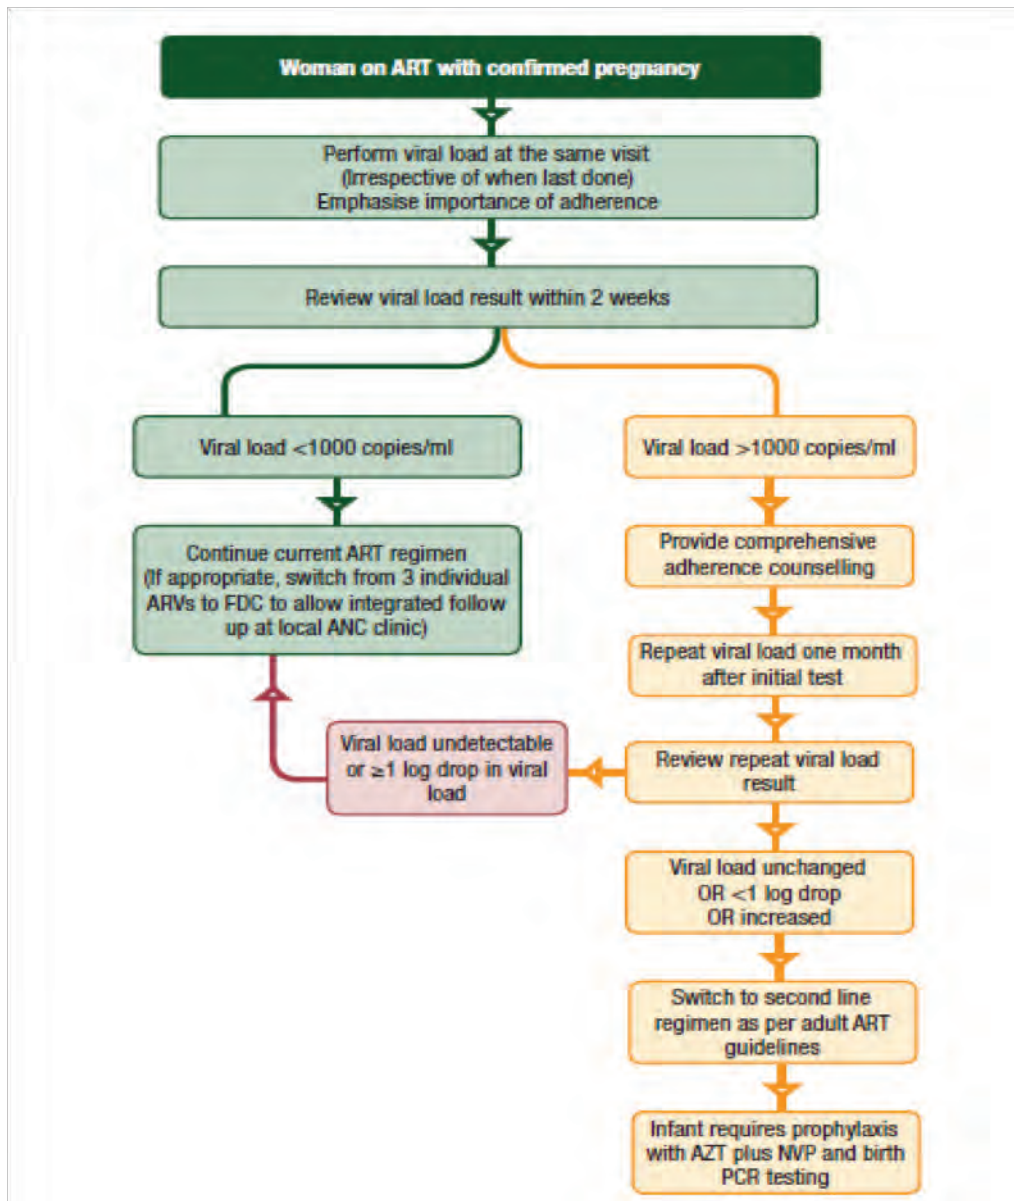 Woman on ART with confirmed pregnancy
Perform viral load at the same visit
(Irrespective of when last done)
Emphasise importance of adherence
Review viral load result within 2 weeks
Viral load <1000 copies/ml
Continue current ART regimen
(If appropriate, switch from 3 individual
ARVs to FDC to allow integrated follow
up at local ANC clinic)
Viral load >1000 copies/ml
Provide comprehensive
adherence counselling
Repeat viral load one month
after initial test
Review repeat viral load
result
Viral load undetectable
or ≥1 log drop in viral
load
Viral load unchanged
OR <1 log drop
OR increased
Switch to second line
regimen as per adult ART
guidelines
Infant requires prophylaxis
with AZT plus NVP and birth
PCR testing